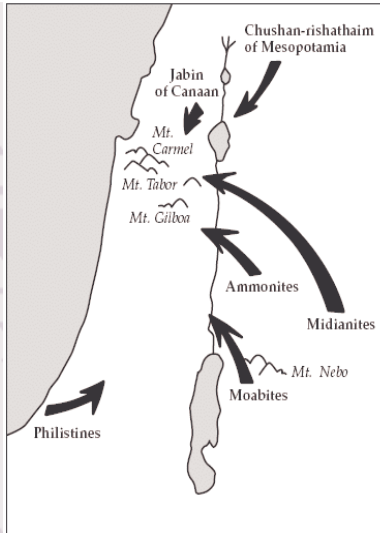 Chushan-rishathaim
of Mesopotamia
Jabin
of Canaan
Mt.
Carmel
Mt. Tabor
Mt. Gilboa
Ammonites
Midianites
Mt. Nebo
Moabites
Philistines